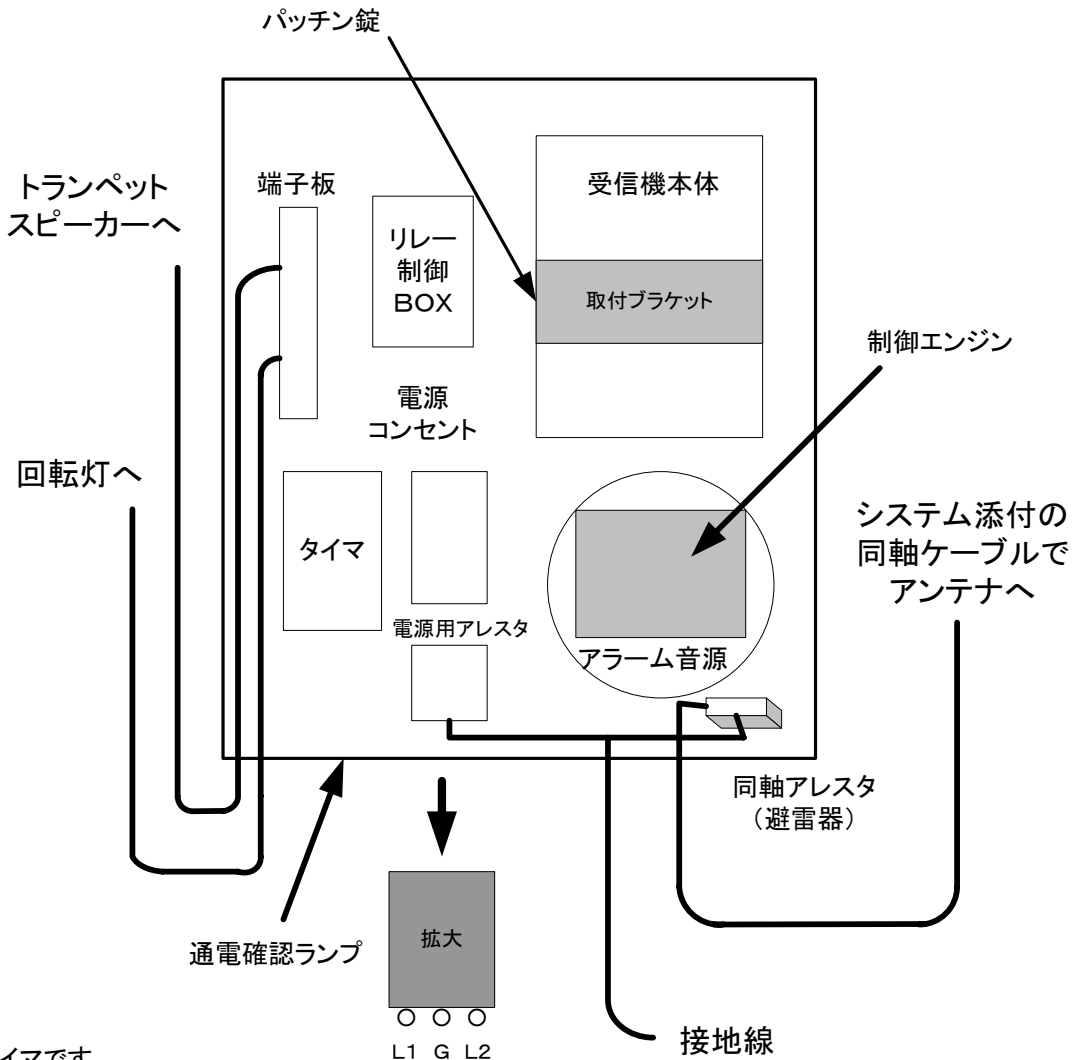 パッチン錠
トランペット
スピーカーへ
端子板
リレー
制御
BOX
受信機本体
取付ブラケット
制御エンジン
電源
コンセント
回転灯へ
タイマ
システム添付の
同軸ケーブルで
アンテナへ
電源用アレスタ
アラーム音源
同軸アレスタ
（避雷器）
通電確認ランプ
拡大
L1 G L2
接地線
イマです